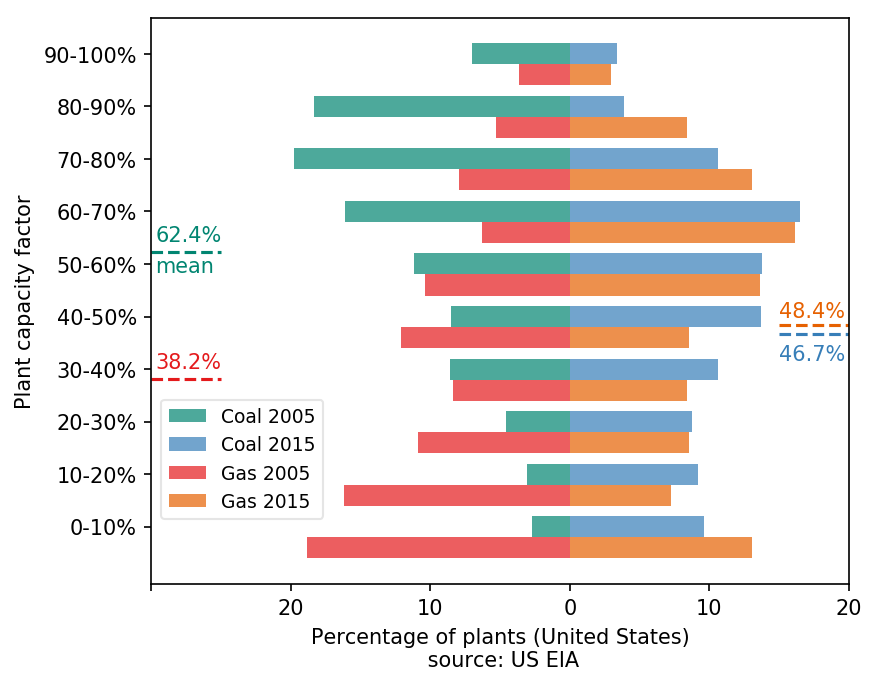 90-100%
80-90%
70-80%
60-70%
50-60%
40-50%
30-40%
20-30%
10-20%
0-10%
Plant capacity factor
62.4%
mean
38.2%
48.4%
46.7%
Coal 2005
Coal 2015
Gas 2005
Gas 2015
20 10 0 10 20
Percentage of plants (United States)
source: US EIA